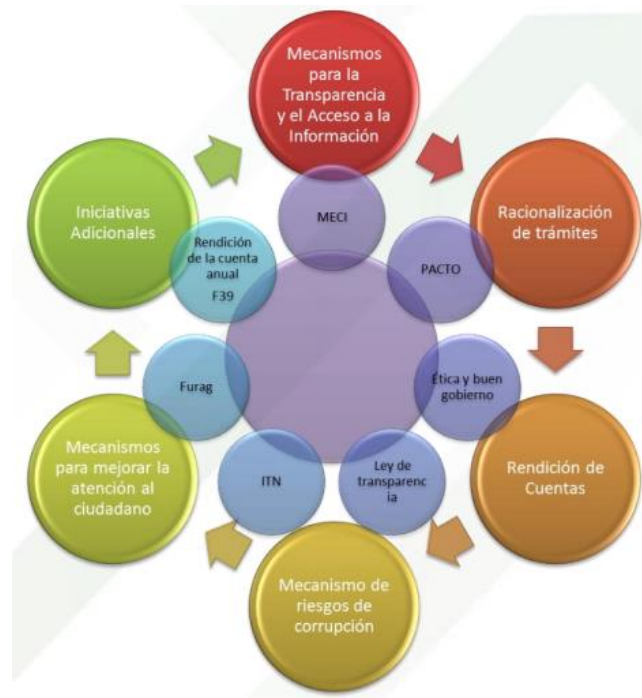 Mecanismos
para la
Transparencia
y el Acceso a la
Información
Racionalización
de trámites
Rendición de
Cuentas
Mecanismo de
riesgos de
corrupción
Mecanismos
para mejorar la
atención al
ciudadano
Iniciativas
Adicionales
MECI
PACTO
Ética y buen
gobierno
Ley de
transparenc
ia
ITN
Furag
Rendición
de la cuenta
anual
F39